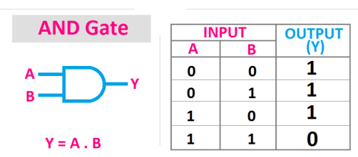 AND Gate
A
B
Y
Y = A . B
INPUT OUTPUT (Y)
A B
0 0 1
0 1 1
1 0 1
1 1 0